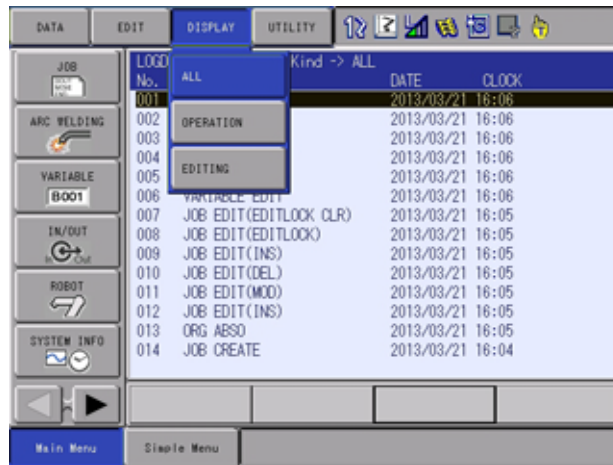 DATA EDIT DISPLAY UTILITY
JOB
ARC WELDING
VARIABLE
B001
IN/OUT
In Out
ROBOT
SYSTEM INFO
ALL
OPERATION
EDITING
LOGD Kind -> ALL
No. DATE CLOCK
001 2013/03/21 16:06
002 2013/03/21 16:06
003 2013/03/21 16:06
004 2013/03/21 16:06
005 2013/03/21 16:06
006 VARIABLE EDIT 2013/03/21 16:06
007 JOB EDIT(EDITLOCK CLR) 2013/03/21 16:05
008 JOB EDIT(EDITLOCK) 2013/03/21 16:05
009 JOB EDIT(INS) 2013/03/21 16:05
010 JOB EDIT(DEL) 2013/03/21 16:05
011 JOB EDIT(MOD) 2013/03/21 16:05
012 JOB EDIT(INS) 2013/03/21 16:05
013 ORG ABSO 2013/03/21 16:05
014 JOB CREATE 2013/03/21 16:04
Main Menu Simple Menu